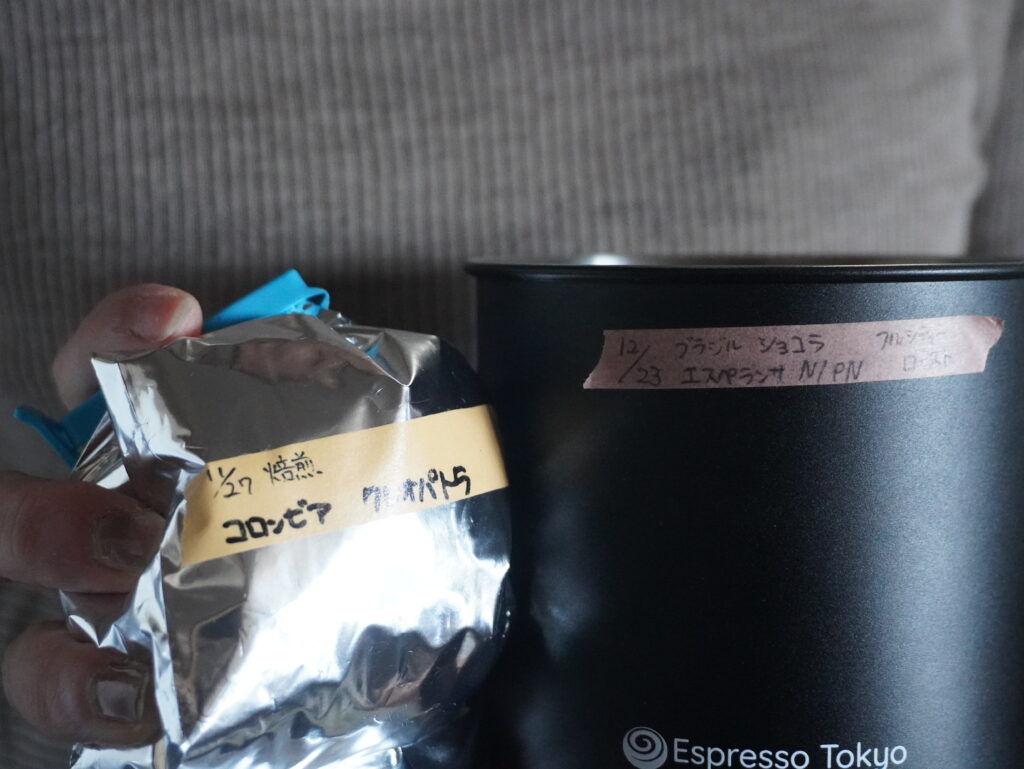 11/27 焙煎
コロンビア クレオパトラ
12/23 ブラジル ショコラ フルシティー
エスペランサ N/PN ロースト
Espresso Tokyo